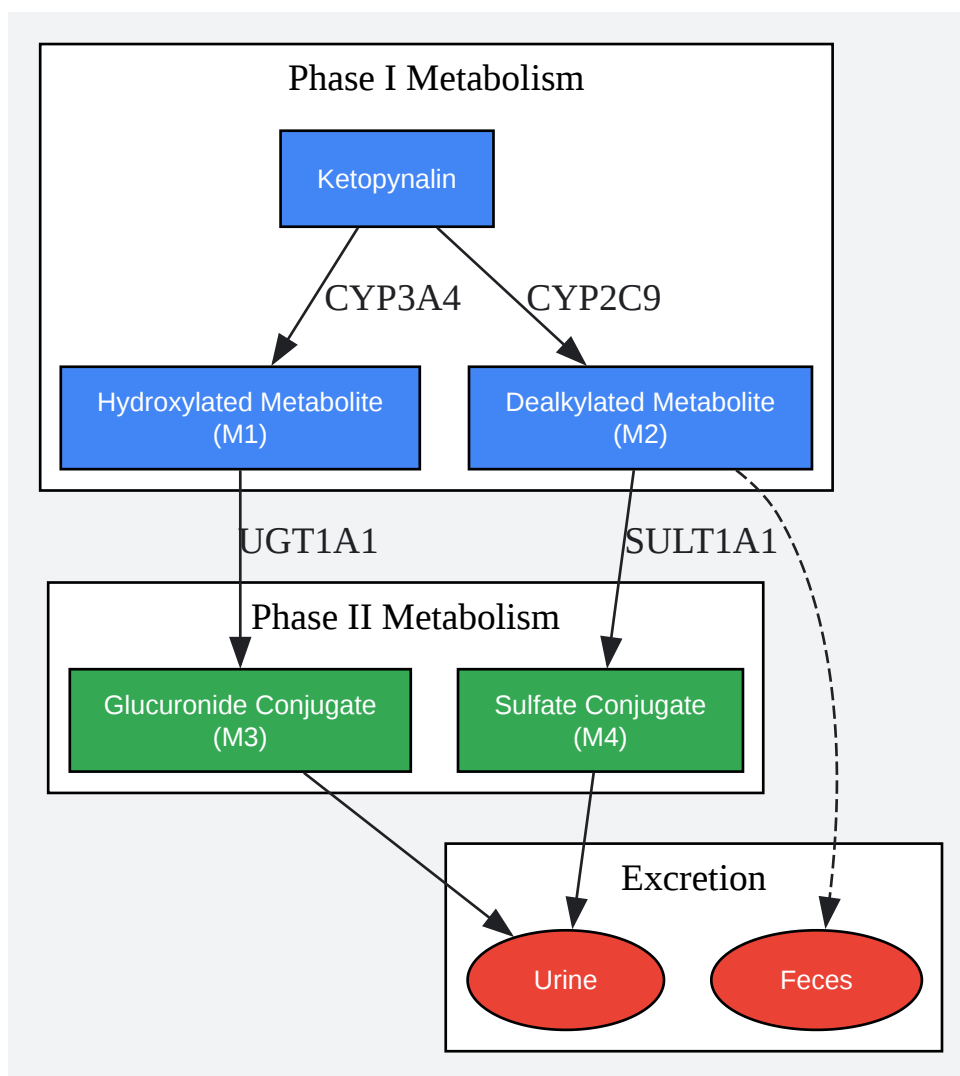 Phase I Metabolism
Ketopynalin
CYP3A4
CYP2C9
Hydroxylated Metabolite
(M1)
Dealkylated Metabolite
(M2)
UGT1A1
SULT1A1
Phase II Metabolism
Glucuronide Conjugate
(M3)
Sulfate Conjugate
(M4)
Excretion
Urine
Feces